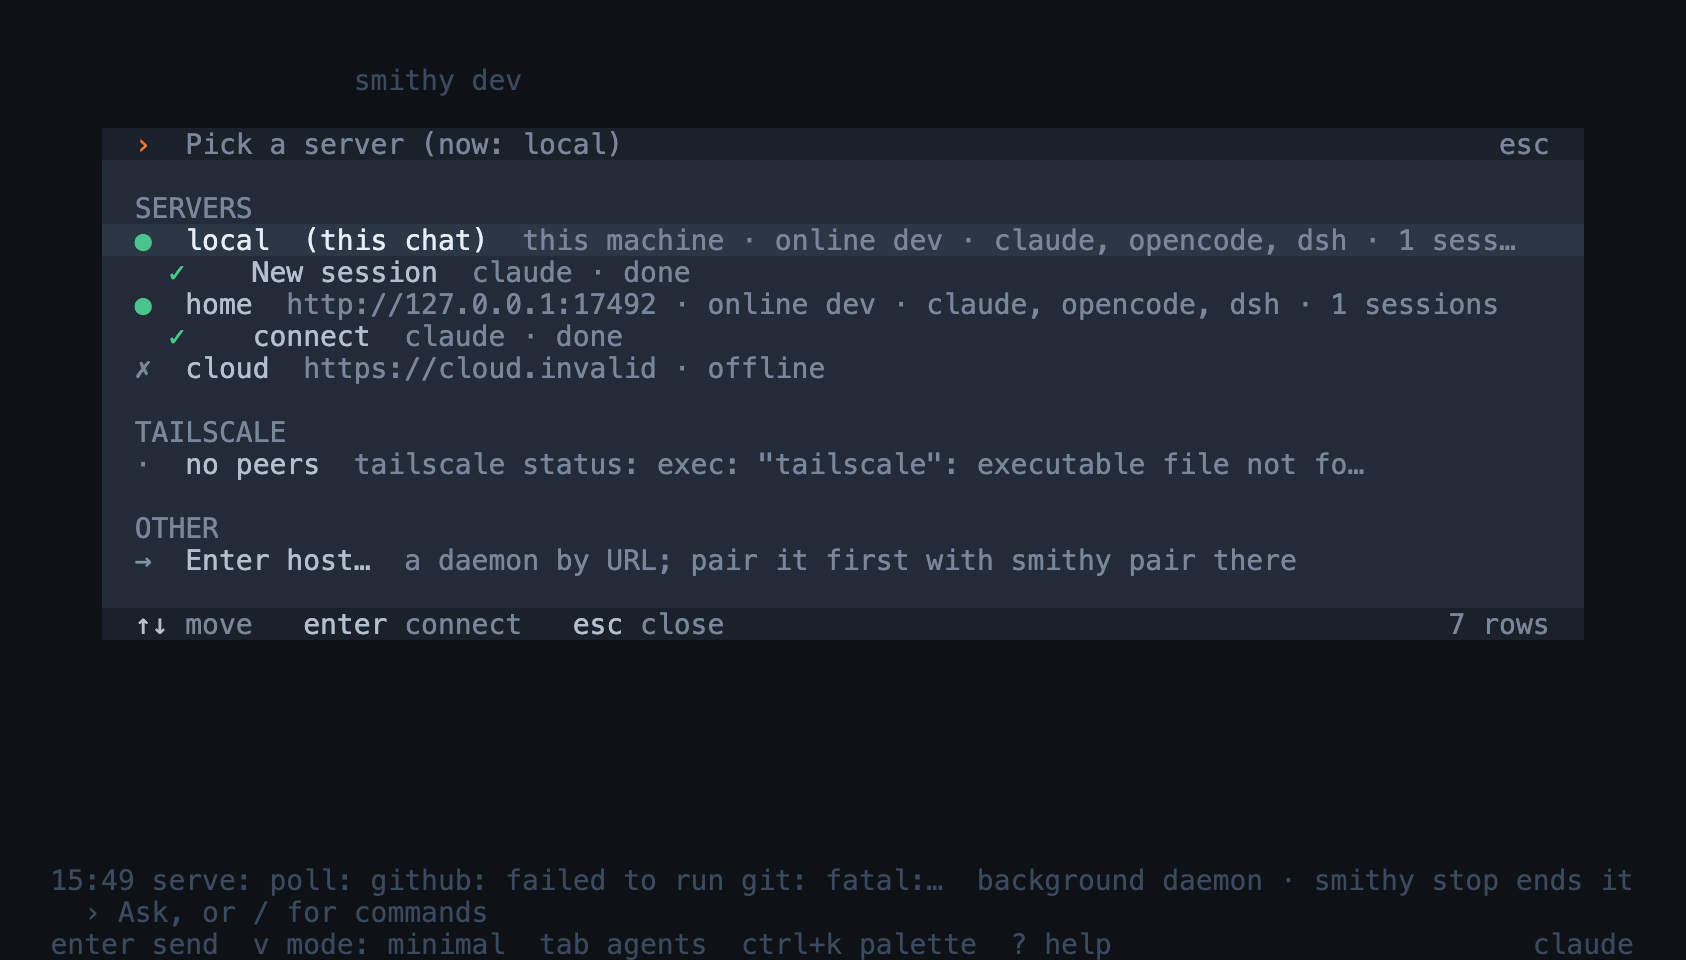 smithy dev
› Pick a server (now: local) esc
SERVERS
● local (this chat) this machine · online dev · claude, opencode, dsh · 1 sess…
✓ New session claude · done
● home http://127.0.0.1:17492 · online dev · claude, opencode, dsh · 1 sessions
✓ connect claude · done
✗ cloud https://cloud.invalid · offline
TAILSCALE
· no peers tailscale status: exec: "tailscale": executable file not fo…
OTHER
→ Enter host… a daemon by URL; pair it first with smithy pair there
↑↓ move enter connect esc close 7 rows
15:49 serve: poll: github: failed to run git: fatal:… background daemon · smithy stop ends it
› Ask, or / for commands
enter send v mode: minimal tab agents ctrl+k palette ? help claude